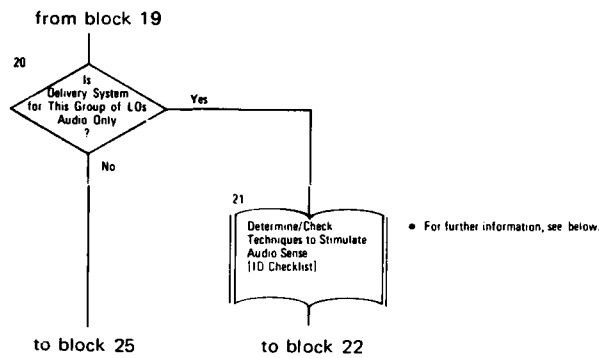 from block 19
20
Is
Delivery System
for This Group of LOs
Audio Only
?
Yes
No
21
Determine/Check
Techniques to Stimulate
Audio Sense
[ID Checklist]
• For further information, see below.
to block 25
to block 22